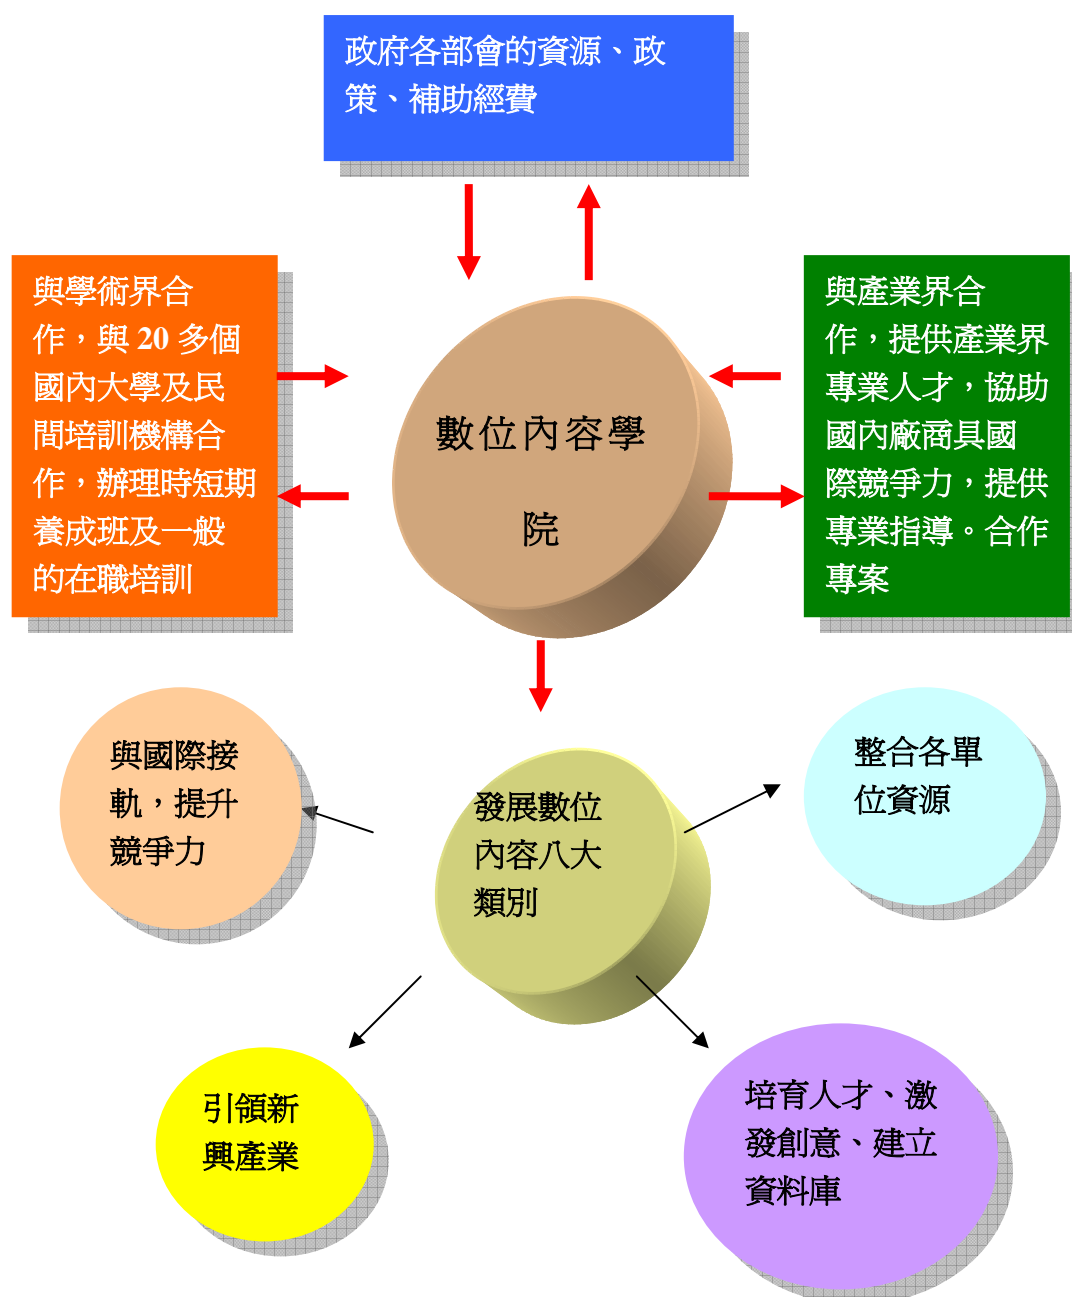 政府各部會的資源、政
策、補助經費
與學術界合
作，與 20 多個
國內大學及民
間培訓機構合
作，辦理時短期
養成班及一般
的在職培訓
數位內容學
院
與產業界合
作，提供產業界
專業人才，協助
國內廠商具國
際競爭力，提供
專業指導。合作
專案
與國際接
軌，提升
競爭力
發展數位
內容八大
類別
整合各單
位資源
引領新
興產業
培育人才、激
發創意、建立
資料庫